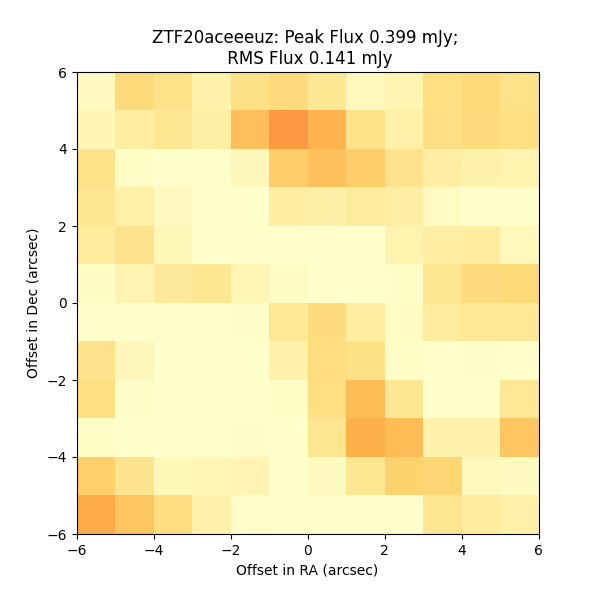 ZTF20aceeeuz: Peak Flux 0.399 mJy;
RMS Flux 0.141 mJy
6
4
2
0
−2
−4
−6
Offset in Dec (arcsec)
−6 −4 −2 0 2 4 6
Offset in RA (arcsec)